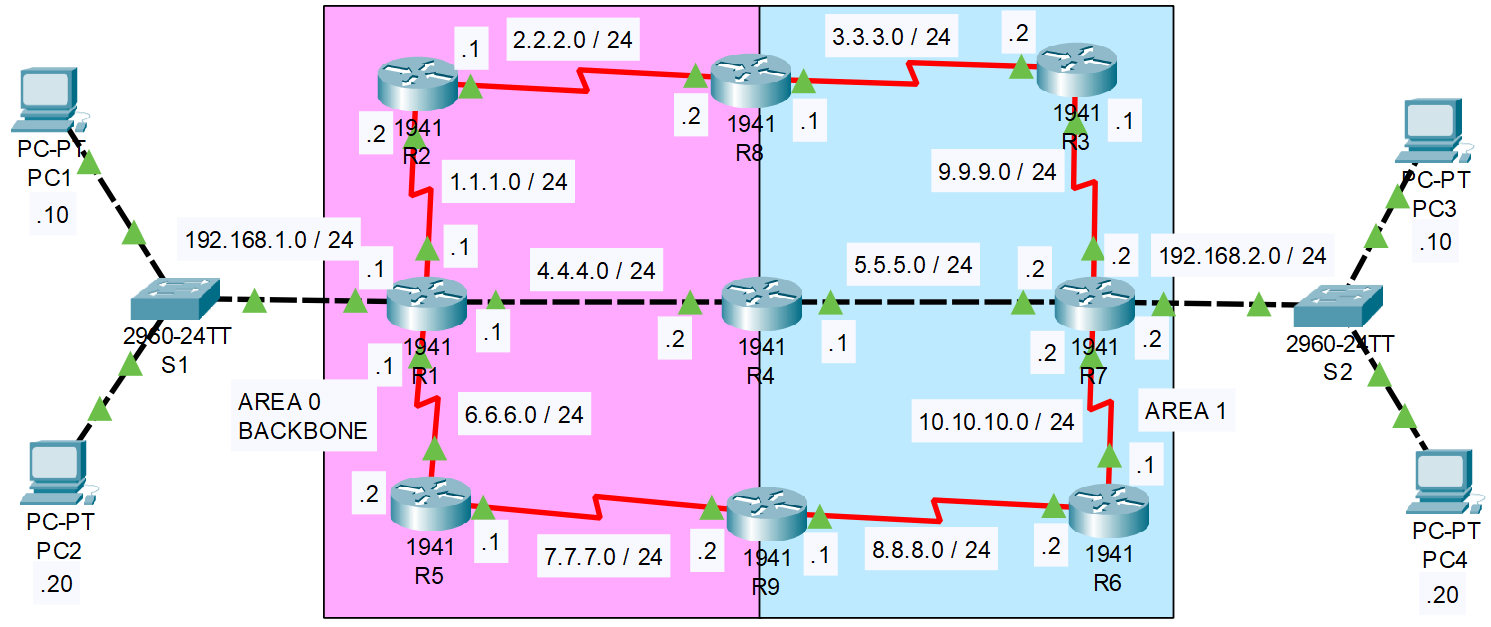 .1
2.2.2.0 / 24
3.3.3.0 / 24
.2
.2
1941
R2
.2
1941
R8
.1
1941
R3
.1
PC-PT
PC1
.10
1.1.1.0 / 24
9.9.9.0 / 24
PC-PT
PC3
.10
192.168.1.0 / 24
.1
.1
4.4.4.0 / 24
5.5.5.0 / 24
.2
.2
192.168.2.0 / 24
2960-24TT
S1
.1
1941
R1
.1
.2
1941
R4
.1
.2
1941
R7
.2
2960-24TT
S2
AREA 0
BACKBONE
6.6.6.0 / 24
10.10.10.0 / 24
AREA 1
.2
1941
R5
.1
7.7.7.0 / 24
.2
1941
R9
.1
8.8.8.0 / 24
.2
.1
1941
R6
PC-PT
PC2
.20
PC-PT
PC4
.20